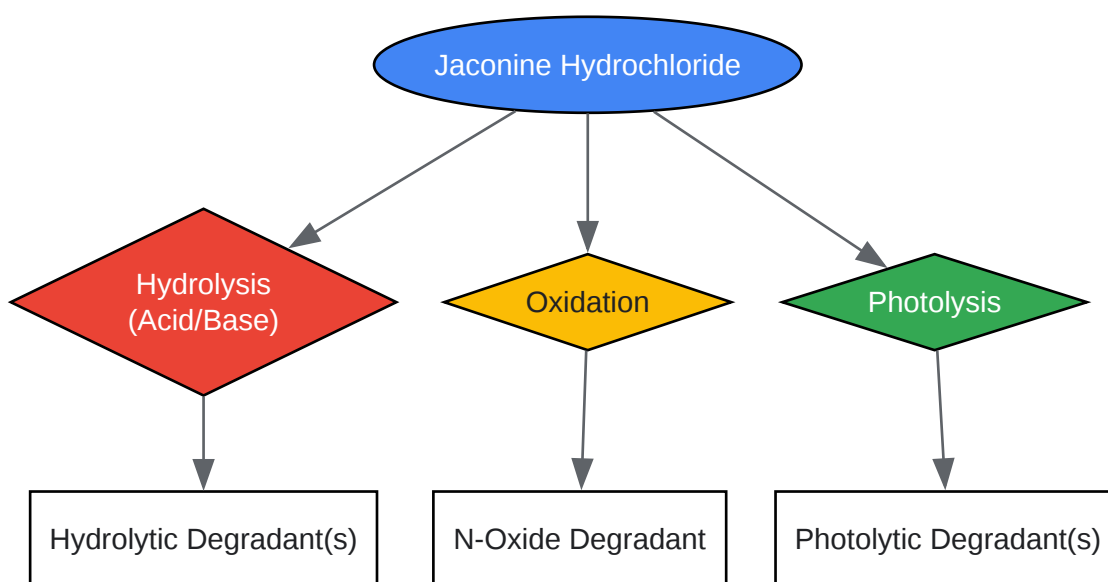 Jaconine Hydrochloride
Hydrolysis
(Acid/Base)
Oxidation
Photolysis
Hydrolytic Degradant(s)
N-Oxide Degradant
Photolytic Degradant(s)